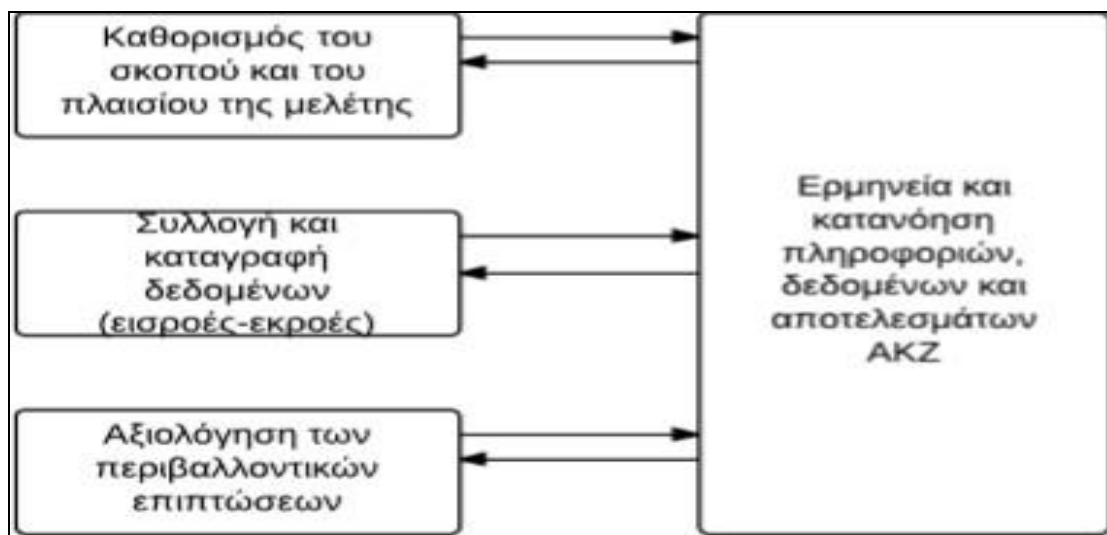 Καθορισμός του
σκοπού και του
πλαισίου της μελέτης
Συλλογή και
καταγραφή
δεδομένων
(εισροές-εκροές)
Αξιολόγηση των
περιβαλλοντικών
επιπτώσεων
Ερμηνεία και
κατανόηση
πληροφοριών,
δεδομένων και
αποτελεσμάτων
ΑΚΖ